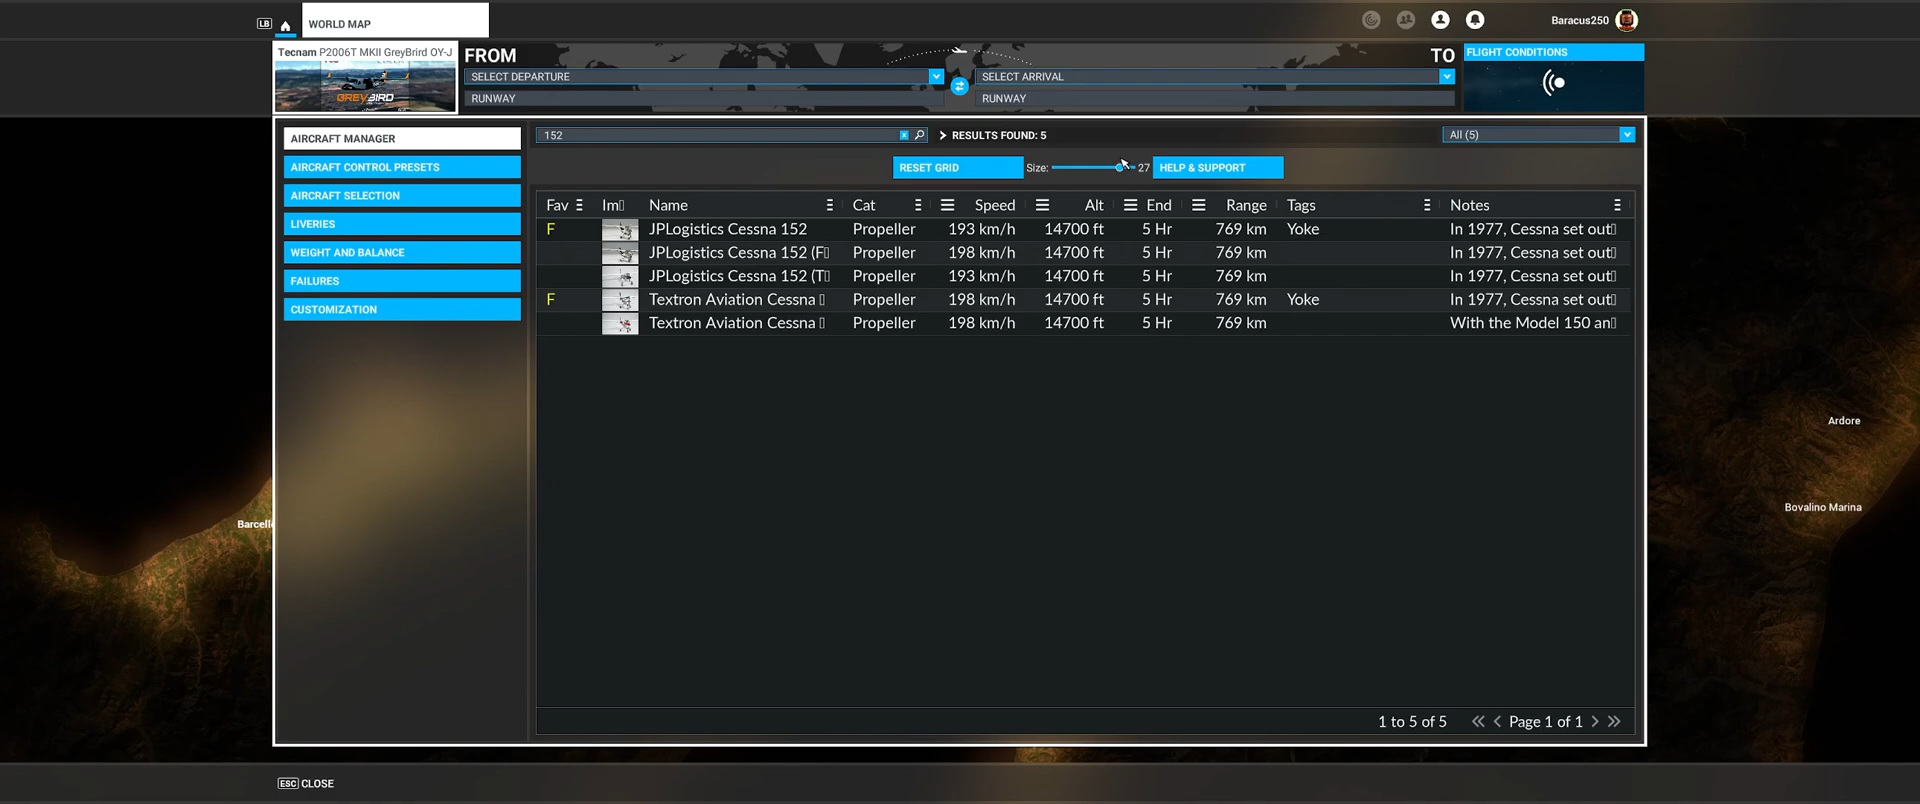 LB
WORLD MAP
Baracus250
Tecnam P2006T MKII GreyBird OY-J
GREYBIRD
FROM
SELECT DEPARTURE
RUNWAY
TO
SELECT ARRIVAL
RUNWAY
FLIGHT CONDITIONS
AIRCRAFT MANAGER
AIRCRAFT CONTROL PRESETS
AIRCRAFT SELECTION
LIVERIES
WEIGHT AND BALANCE
FAILURES
CUSTOMIZATION
152
RESULTS FOUND: 5
All (5)
RESET GRID Size: 27 HELP & SUPPORT
Fav Im Name Cat Speed Alt End Range Tags Notes
F JPLogistics Cessna 152 Propeller 193 km/h 14700 ft 5 Hr 769 km Yoke In 1977, Cessna set out
JPLogistics Cessna 152 (F Propeller 198 km/h 14700 ft 5 Hr 769 km In 1977, Cessna set out
JPLogistics Cessna 152 (T Propeller 193 km/h 14700 ft 5 Hr 769 km In 1977, Cessna set out
F Textron Aviation Cessna Propeller 198 km/h 14700 ft 5 Hr 769 km Yoke In 1977, Cessna set out
Textron Aviation Cessna Propeller 198 km/h 14700 ft 5 Hr 769 km With the Model 150 an
1 to 5 of 5 Page 1 of 1
Ardore
Bovalino Marina
Barcell
ESC CLOSE